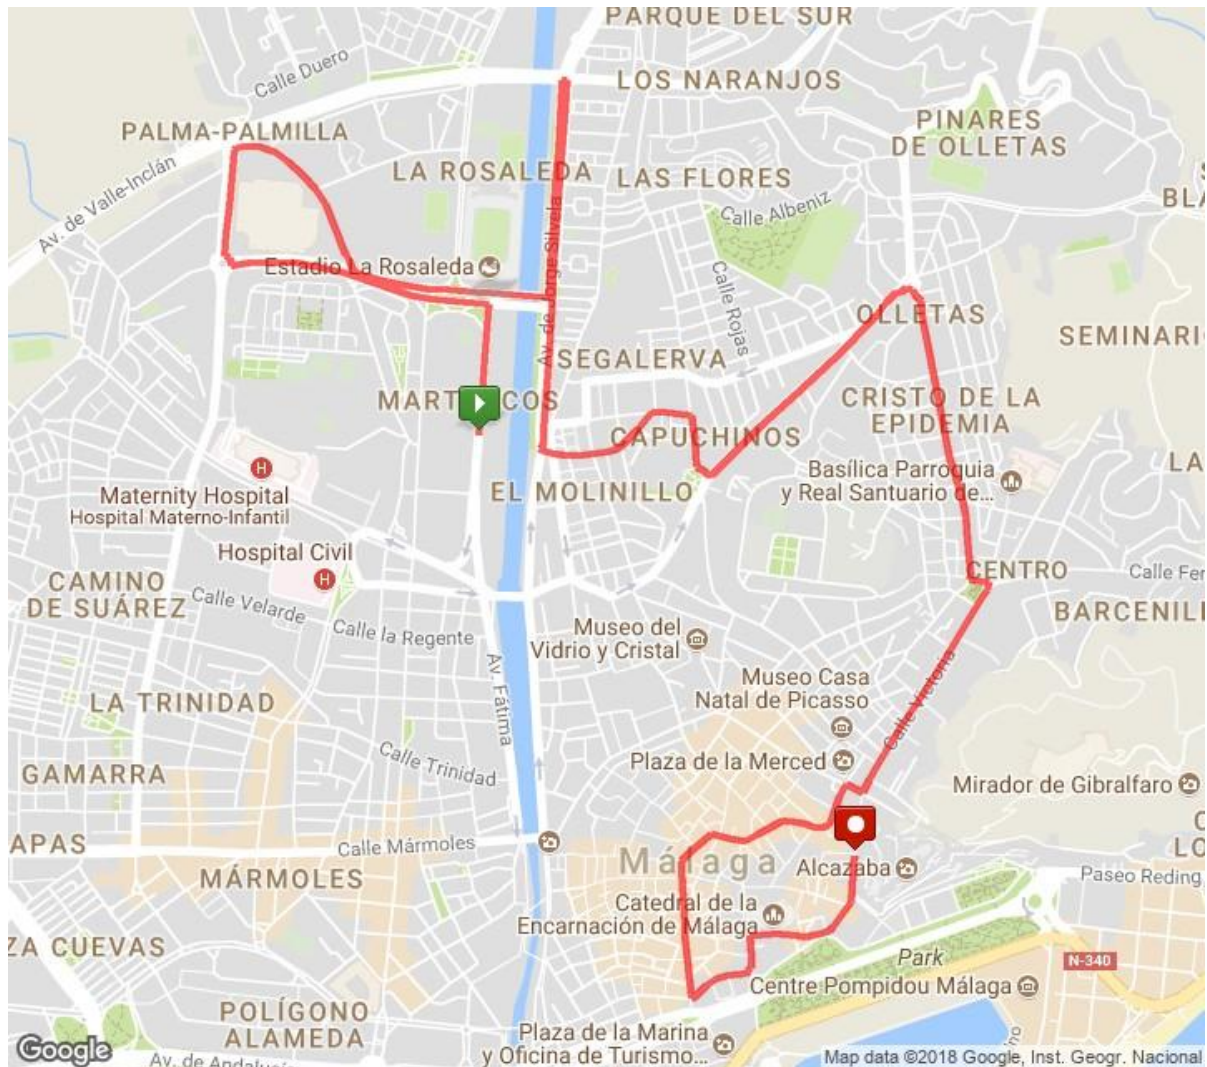 PARQUE DEL SUR
Calle Duero
LOS NARANJOS
PALMA-PALMILLA
PINARES
DE OLLETAS
Av. de Valle-Inclán
LA ROSALEDA
LAS FLORES
BLA
Calle Albeniz
Av. de Jorge Silvela
Estadio La Rosaleda
Calle Rojas
OLLETAS
SEMINARI
SEGALERVA
MART COS
CRISTO DE LA
EPIDEMIA
CAPUCHINOS
LA
Basílica Parroquia
y Real Santuario de...
H
Maternity Hospital
Hospital Materno-Infantil
EL MOLINILLO
Hospital Civil
H
CENTRO
Calle Fer
CAMINO
DE SUÁREZ
Calle Velarde
BARCENILL
Calle la Regente
Museo del
Vidrio y Cristal
Av. Fátima
Museo Casa
Natal de Picasso
Calle Victoria
LA TRINIDAD
Calle Trinidad
Plaza de la Merced
GAMARRA
Mirador de Gibralfaro
APAS
Calle Mármoles
Málaga
Alcazaba
C
LO
Paseo Reding
MÁRMOLES
Catedral de la
Encarnación de Málaga
ZA CUEVAS
Park
N-340
Centre Pompidou Málaga
POLÍGONO
ALAMEDA
Plaza de la Marina
y Oficina de Turismo...
Google
Map data ©2018 Google, Inst. Geogr. Nacional